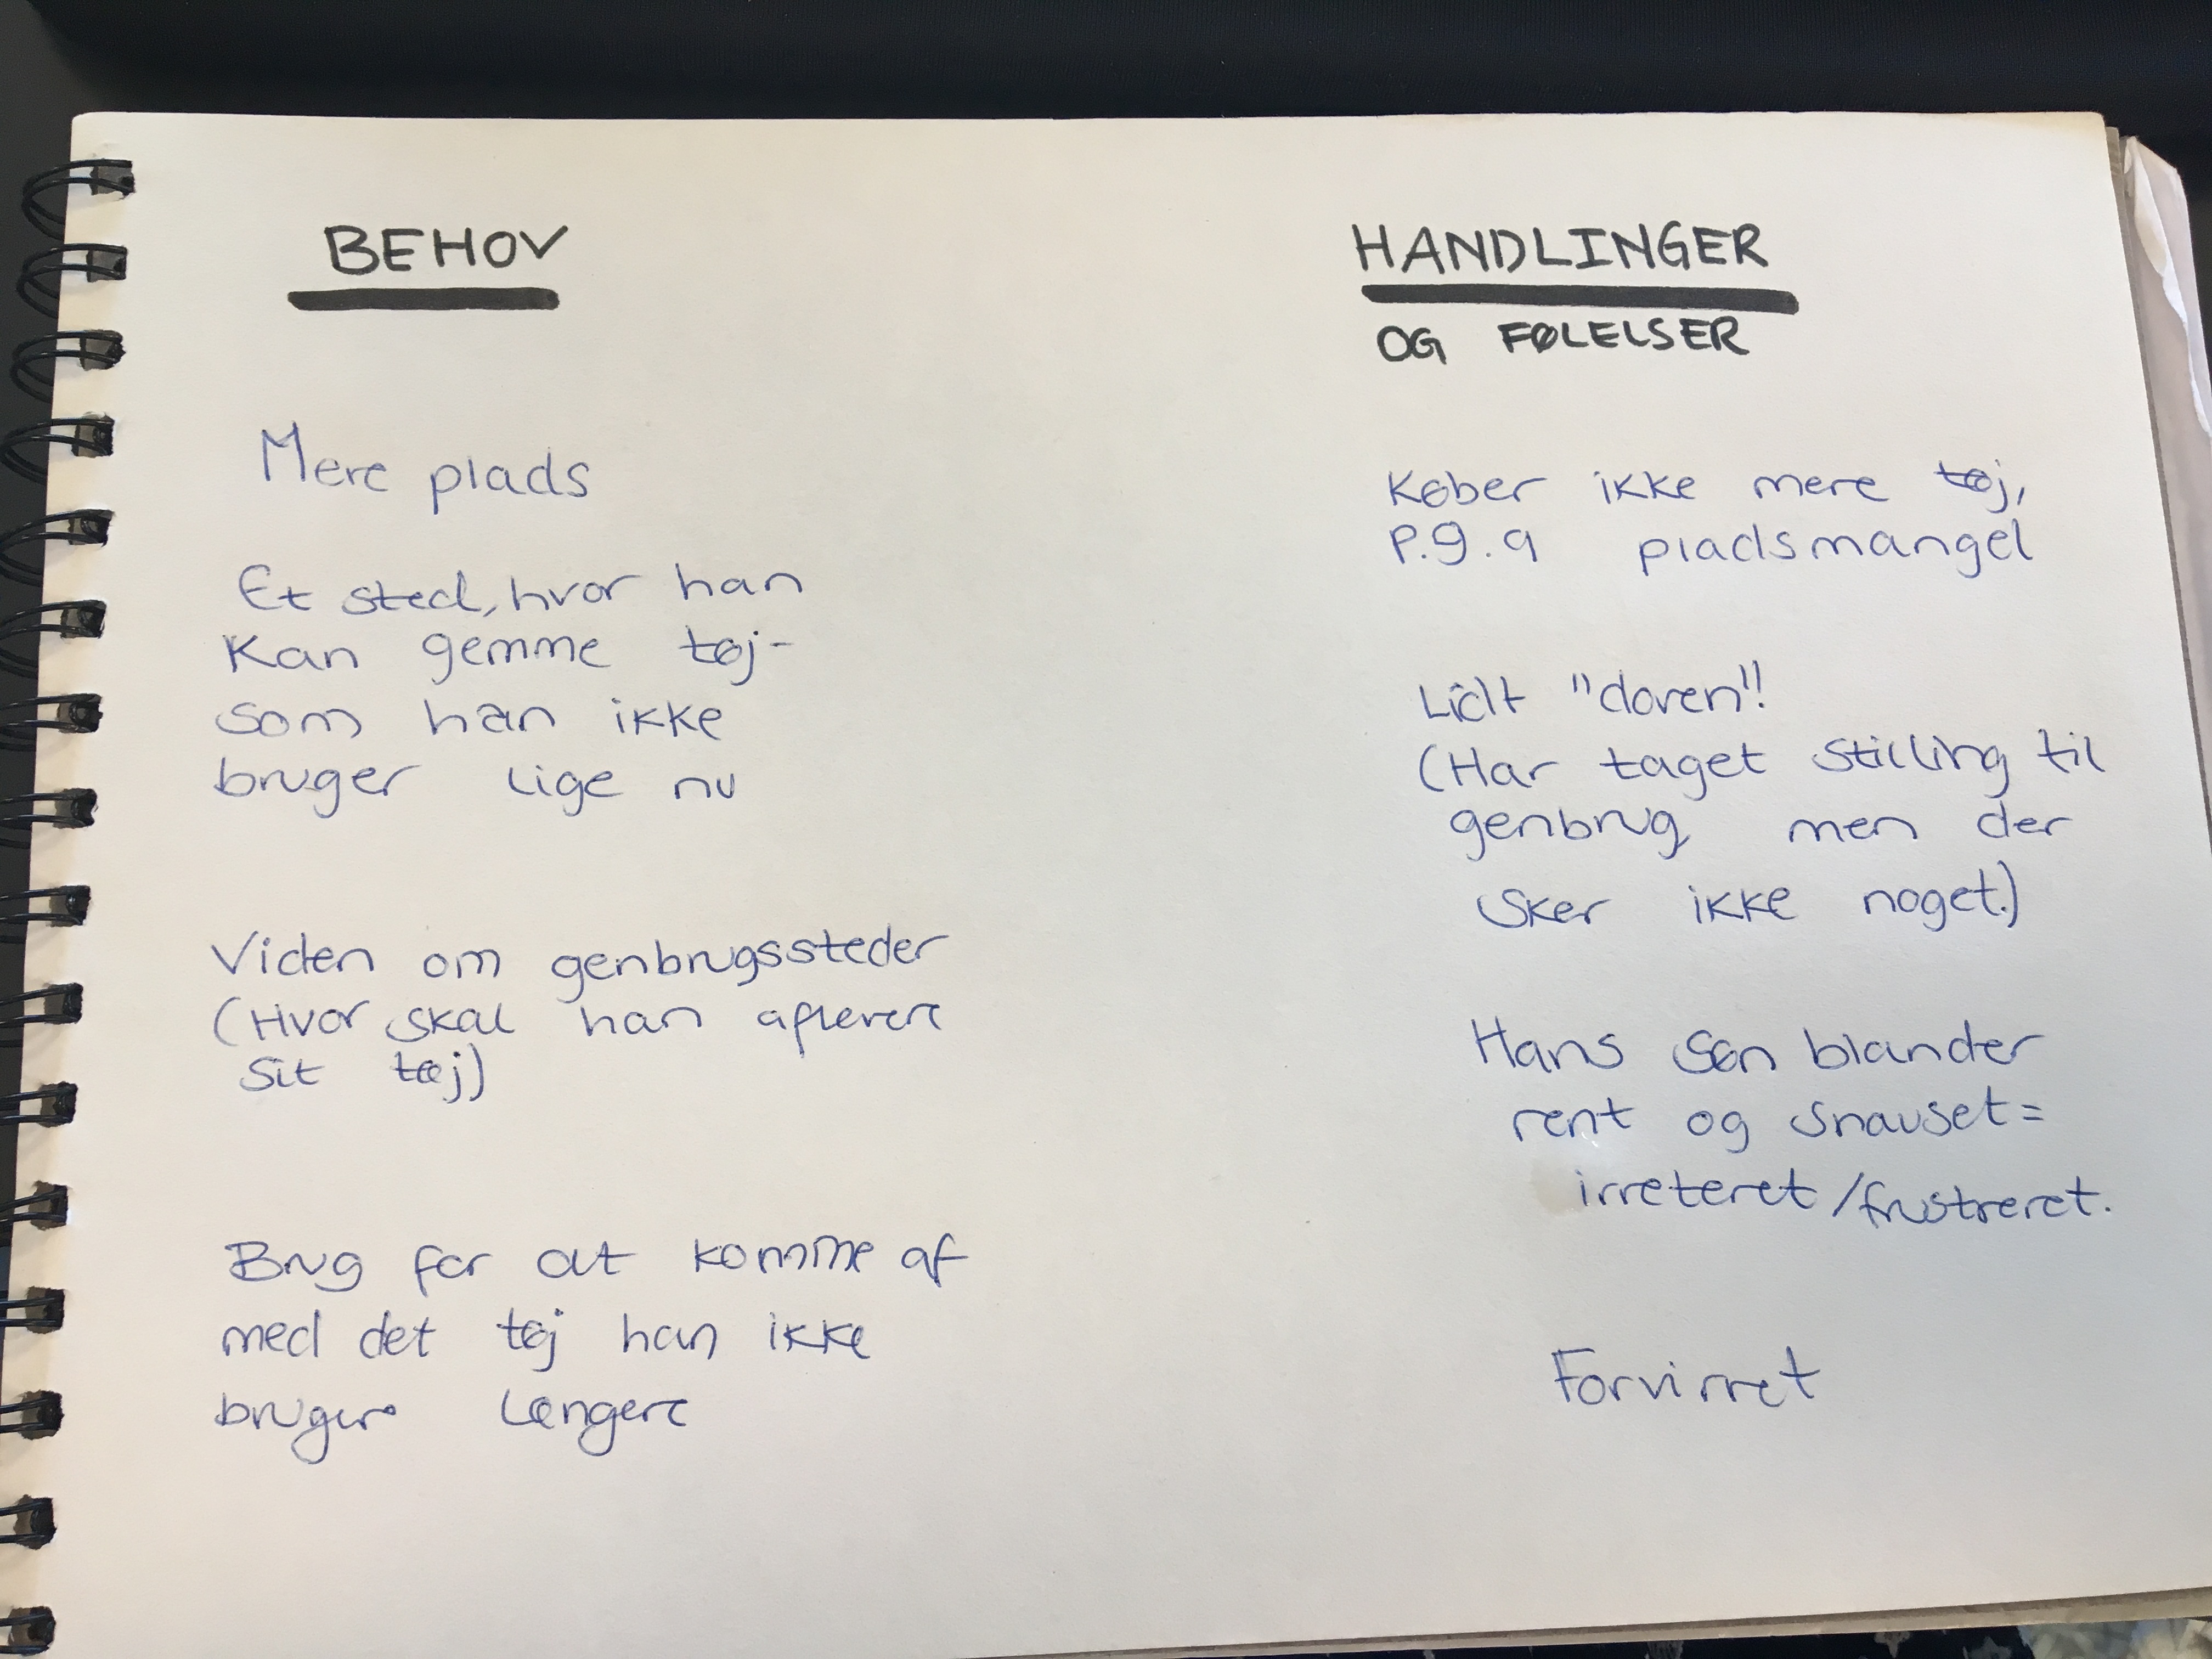 BEHOV
Mere plads
Et sted, hvor han
kan gemme tøj-
som han ikke
bruger lige nu
Viden om genbrugssteder
(Hvor skal han aflevere
sit tøj)
Brug for at komme af
med det tøj han ikke
bruger længere
HANDLINGER
OG FØLELSER
Køber ikke mere tøj,
p.g.a pladsmangel
Lidt "doven"!
(Har taget stilling til
genbrug, men der
sker ikke noget)
Hans søn blander
rent og snavset =
irreteret/frustreret.
Forvirret